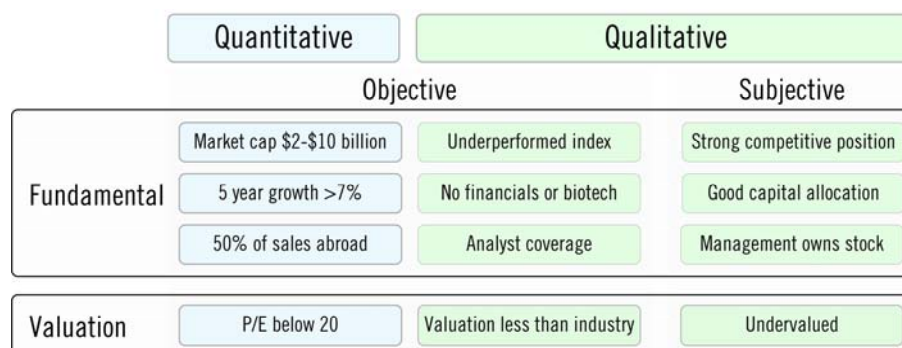 Quantitative Qualitative
Objective Subjective
Market cap $2-$10 billion Underperformed index Strong competitive position
Fundamental 5 year growth >7% No financials or biotech Good capital allocation
50% of sales abroad Analyst coverage Management owns stock
Valuation P/E below 20 Valuation less than industry Undervalued